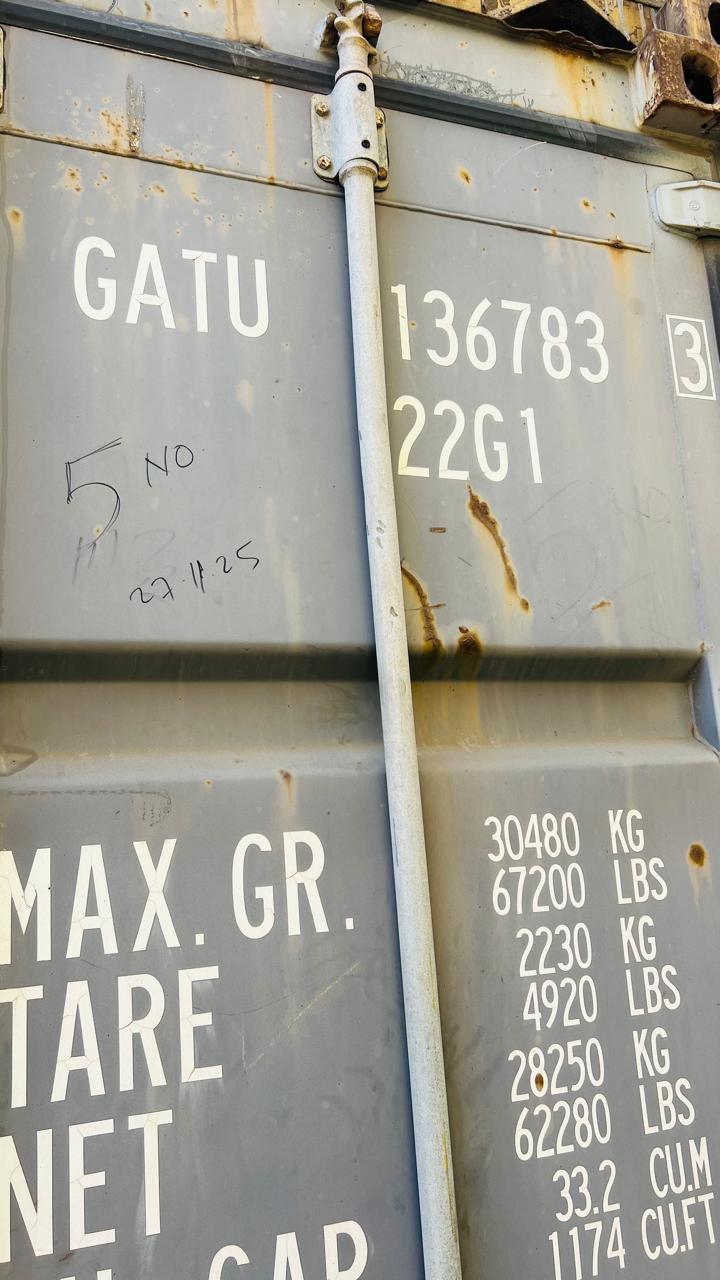 GATU 136783 3
22G1
5 NO
27.11.25
MAX. GR. 30480 KG
67200 LBS
TARE 2230 KG
4920 LBS
NET 28250 KG
62280 LBS
CAP 33.2 CU.M
1174 CU.FT